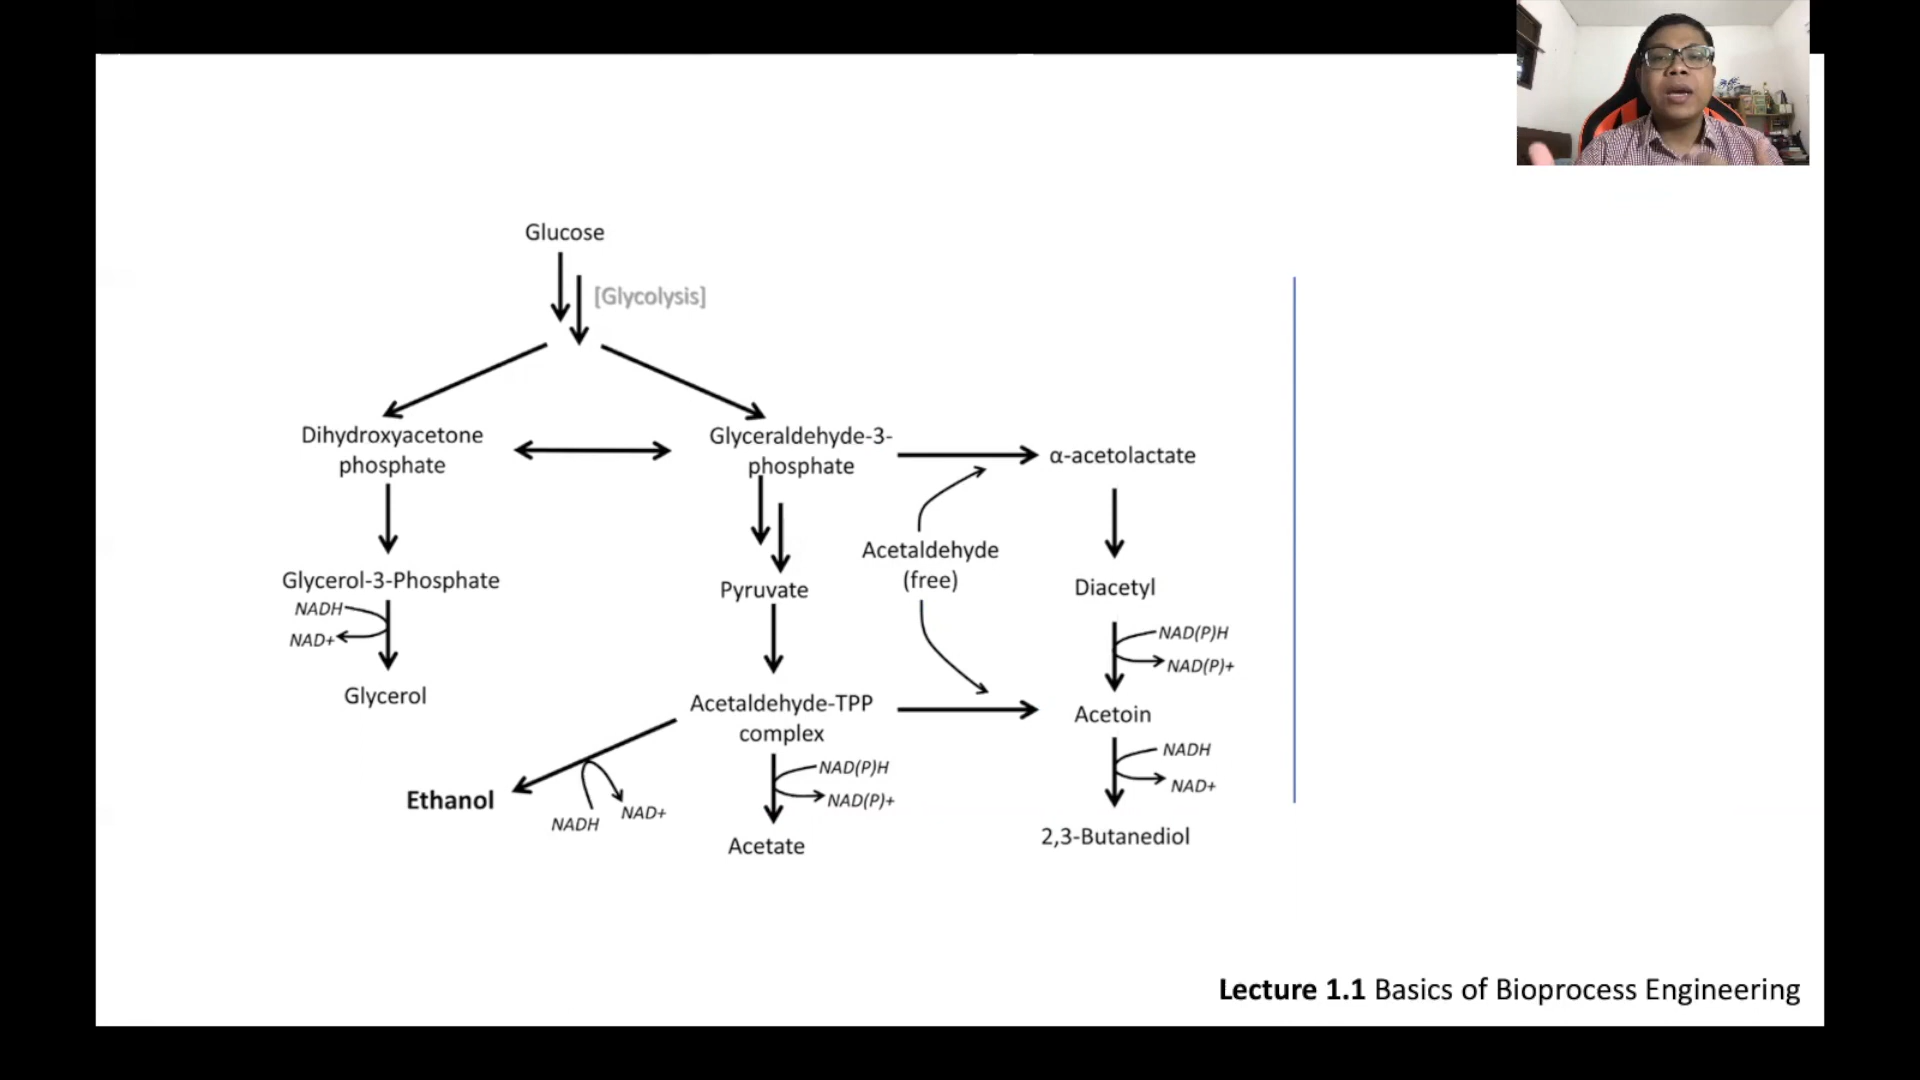 Glucose
[Glycolysis]
Dihydroxyacetone
phosphate
Glyceraldehyde-3-
phosphate
α-acetolactate
Acetaldehyde
(free)
Glycerol-3-Phosphate
NADH
NAD+
Pyruvate
Diacetyl
NAD(P)H
NAD(P)+
Glycerol
Acetaldehyde-TPP
complex
Acetoin
NADH
NAD+
Ethanol
NADH
NAD+
NAD(P)H
NAD(P)+
Acetate
2,3-Butanediol
Lecture 1.1 Basics of Bioprocess Engineering